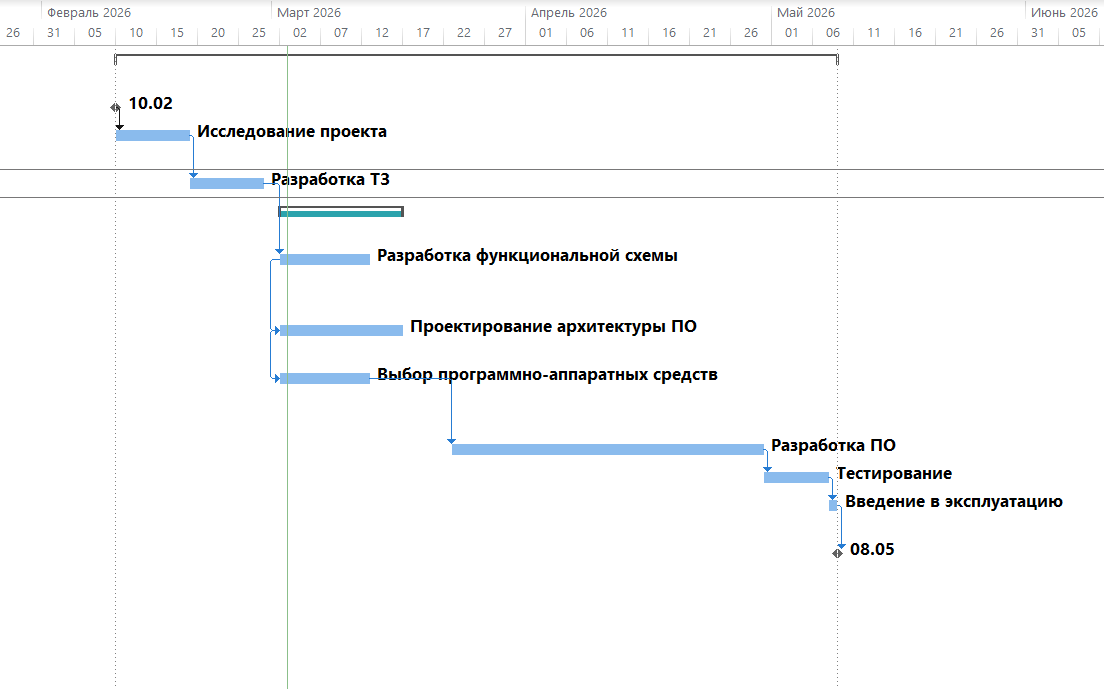 Февраль 2026 Март 2026 Апрель 2026 Май 2026 Июнь 2026
26 31 05 10 15 20 25 02 07 12 17 22 27 01 06 11 16 21 26 01 06 11 16 21 26 31 05
10.02
Исследование проекта
Разработка ТЗ
Разработка функциональной схемы
Проектирование архитектуры ПО
Выбор программно-аппаратных средств
Разработка ПО
Тестирование
Введение в эксплуатацию
08.05